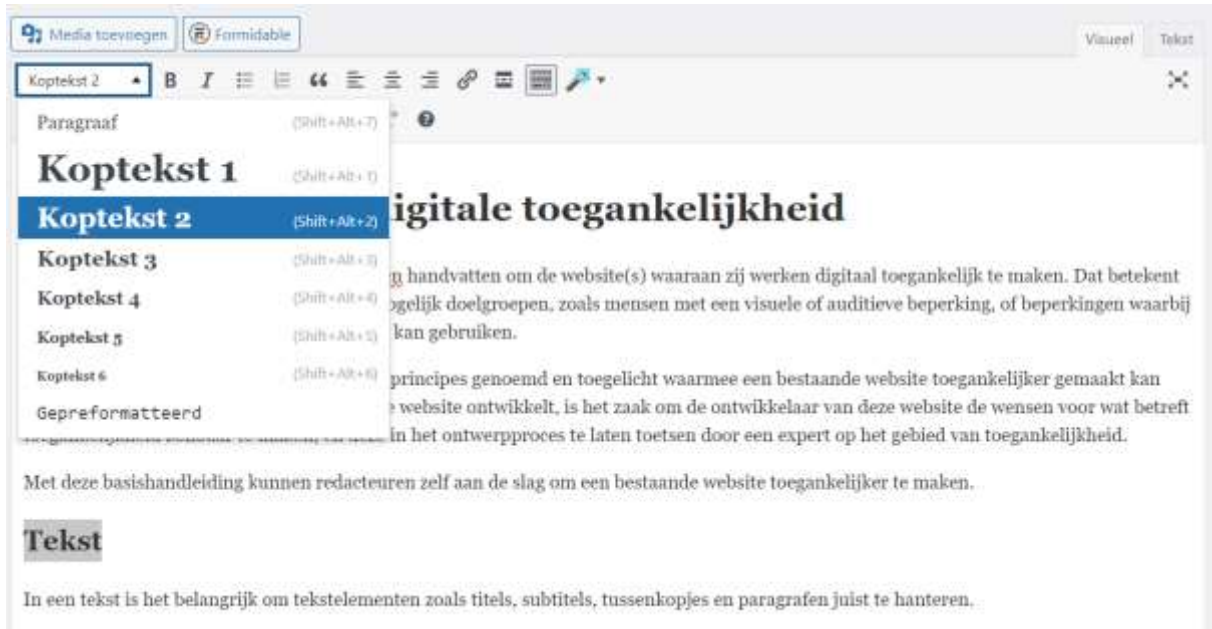 Media toevoegen Formidable
Visueel Tekst
Koptekst 2 B I
Paragraaf (Shift+Alt+7)
Koptekst 1 (Shift+Alt+1)
Koptekst 2 (Shift+Alt+2)
Koptekst 3 (Shift+Alt+3)
Koptekst 4 (Shift+Alt+4)
Koptekst 5 (Shift+Alt+5)
Koptekst 6 (Shift+Alt+6)
Gepreformatteerd
igitale toegankelijkheid
handvatten om de website(s) waaraan zij werken digitaal toegankelijk te maken. Dat betekent
ogelijk doelgroepen, zoals mensen met een visuele of auditieve beperking, of beperkingen waarbij
kan gebruiken.
principes genoemd en toegelicht waarmee een bestaande website toegankelijker gemaakt kan
website ontwikkelt, is het zaak om de ontwikkelaar van deze website de wensen voor wat betreft
in het ontwerpproces te laten toetsen door een expert op het gebied van toegankelijkheid.
Met deze basishandleiding kunnen redacteuren zelf aan de slag om een bestaande website toegankelijker te maken.
Tekst
In een tekst is het belangrijk om tekstelementen zoals titels, subtitels, tussenkopjes en paragrafen juist te hanteren.